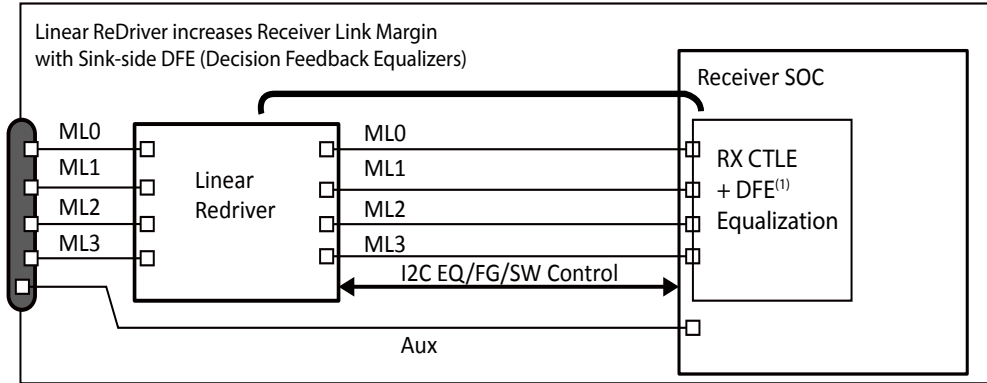 Linear ReDriver increases Receiver Link Margin
with Sink-side DFE (Decision Feedback Equalizers)
Receiver SOC
ML0
ML1
ML2
ML3
Linear
Redriver
ML0
ML1
ML2
ML3
RX CTLE
+ DFE(1)
Equalization
I2C EQ/FG/SW Control
Aux